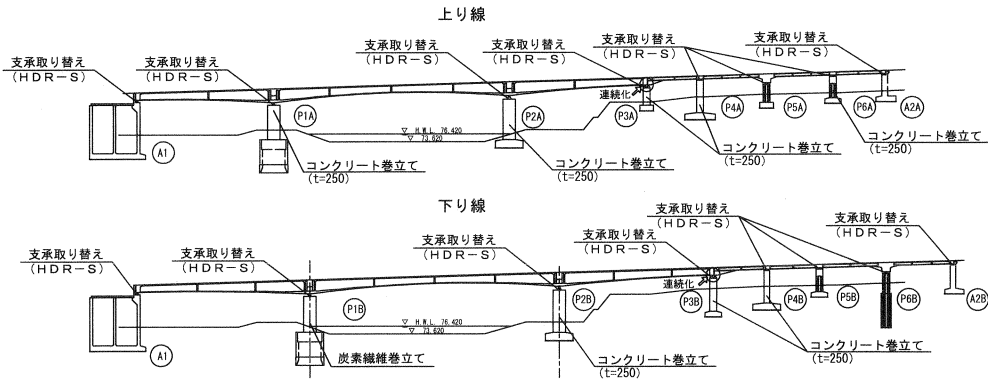 上り線
支承取り替え
(HDR-S)
支承取り替え
(HDR-S)
支承取り替え
(HDR-S)
支承取り替え
(HDR-S)
支承取り替え
(HDR-S)
支承取り替え
(HDR-S)
連続化
A1
P1A
P2A
P3A
P4A
P5A
P6A
A2A
H.W.L. 76.420
73.620
コンクリート巻立て
(t=250)
コンクリート巻立て
(t=250)
コンクリート巻立て
(t=250)
コンクリート巻立て
(t=250)
下り線
支承取り替え
(HDR-S)
支承取り替え
(HDR-S)
支承取り替え
(HDR-S)
支承取り替え
(HDR-S)
支承取り替え
(HDR-S)
支承取り替え
(HDR-S)
連続化
A1
P1B
P2B
P3B
P4B
P5B
P6B
A2B
H.W.L. 76.420
73.620
炭素繊維巻立て
コンクリート巻立て
(t=250)
コンクリート巻立て
(t=250)